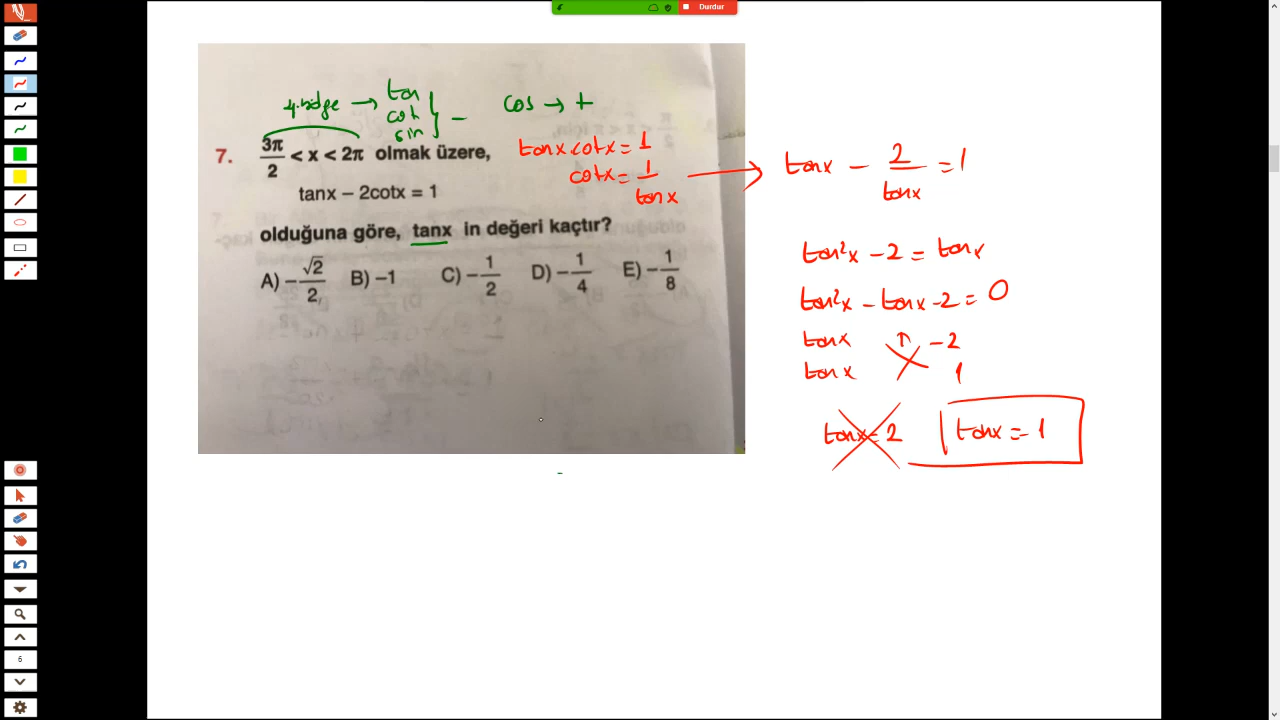 Durdur
4.bölge → tan
cot
sin
} -
cos → +
7. 3π/2 < x < 2π olmak üzere,
tanx − 2cotx = 1
olduğuna göre, tanx in değeri kaçtır?
A) −√2/2 B) −1 C) −1/2 D) −1/4 E) −1/8
tanx cotx = 1
cotx = 1/tanx
tanx − 2/tanx = 1
tan²x − 2 = tanx
tan²x − tanx − 2 = 0
tanx −2
tanx 1
tanx = 2 tanx = 1
6